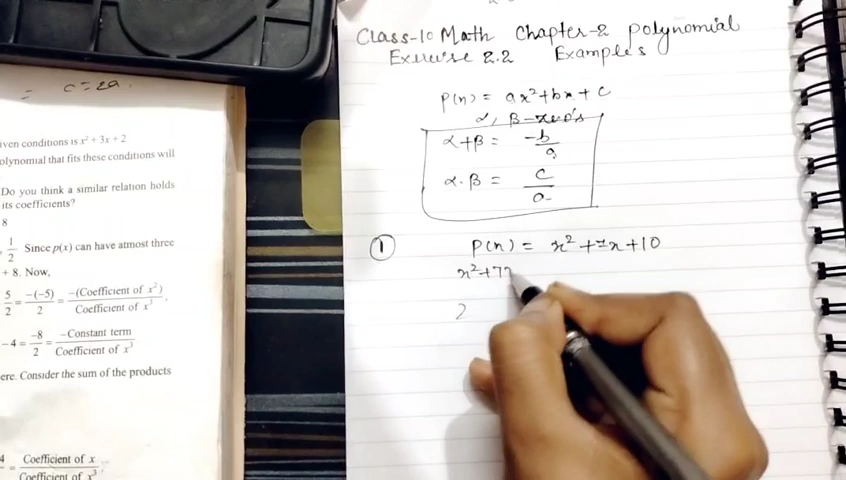 = c = 2a.
iven conditions is x² + 3x + 2
olynomial that fits these conditions will
Do you think a similar relation holds
its coefficients?
8
1/2 Since p(x) can have atmost three
+ 8. Now,
5/2 = -(-5)/2 = -(Coefficient of x²)/Coefficient of x³,
-4 = -8/2 = -Constant term/Coefficient of x³
ere. Consider the sum of the products
4/ = Coefficient of x/Coefficient of x³
Class-10 Math Chapter-2 Polynomial
Exercise 2.2 Examples
P(n) = ax² + bx + c
α, β - zero's
α + β = -b/a
α · β = c/a
① P(n) = x² + 7x + 10
x² + 7x
2